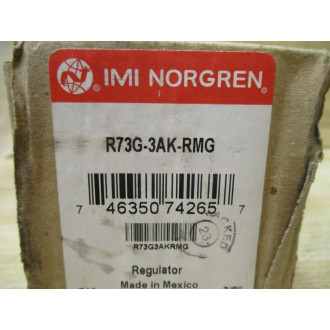 IMI NORGREN®
R73G-3AK-RMG
7 46350 74265 7
R73G3AKRMG
Regulator
Made in Mexico